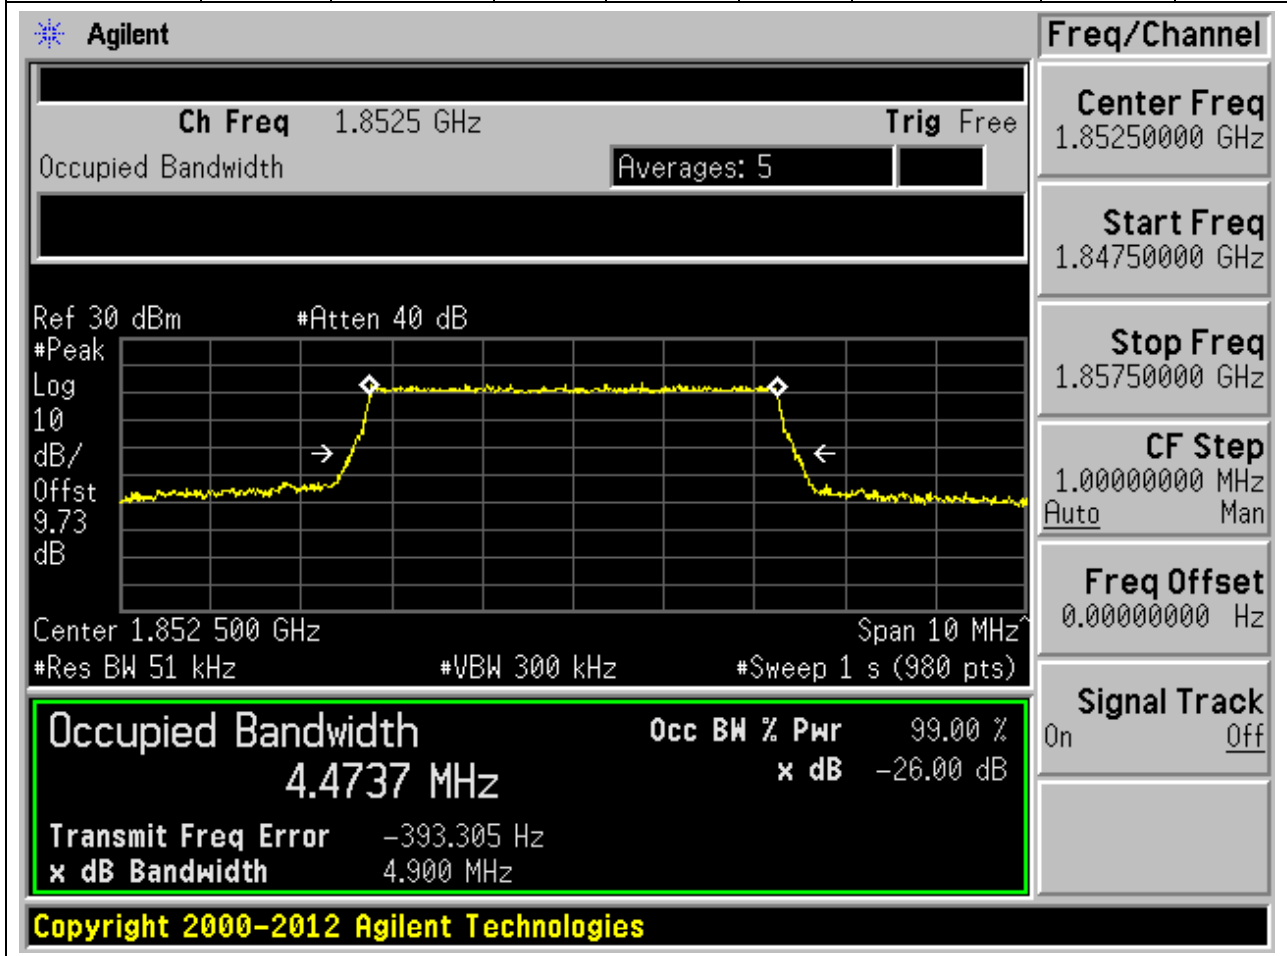 Agilent
Freq/Channel
Ch Freq 1.8525 GHz Trig Free
Occupied Bandwidth Averages: 5
Center Freq
1.85250000 GHz
Start Freq
1.84750000 GHz
Stop Freq
1.85750000 GHz
CF Step
1.00000000 MHz
Auto Man
Freq Offset
0.00000000 Hz
Signal Track
On Off
Ref 30 dBm #Atten 40 dB
#Peak
Log
10
dB/
Offst
9.73
dB
Center 1.852 500 GHz Span 10 MHz^
#Res BW 51 kHz #VBW 300 kHz #Sweep 1 s (980 pts)
Occupied Bandwidth Occ BW % Pwr 99.00 %
4.4737 MHz x dB -26.00 dB
Transmit Freq Error -393.305 Hz
x dB Bandwidth 4.900 MHz
Copyright 2000-2012 Agilent Technologies